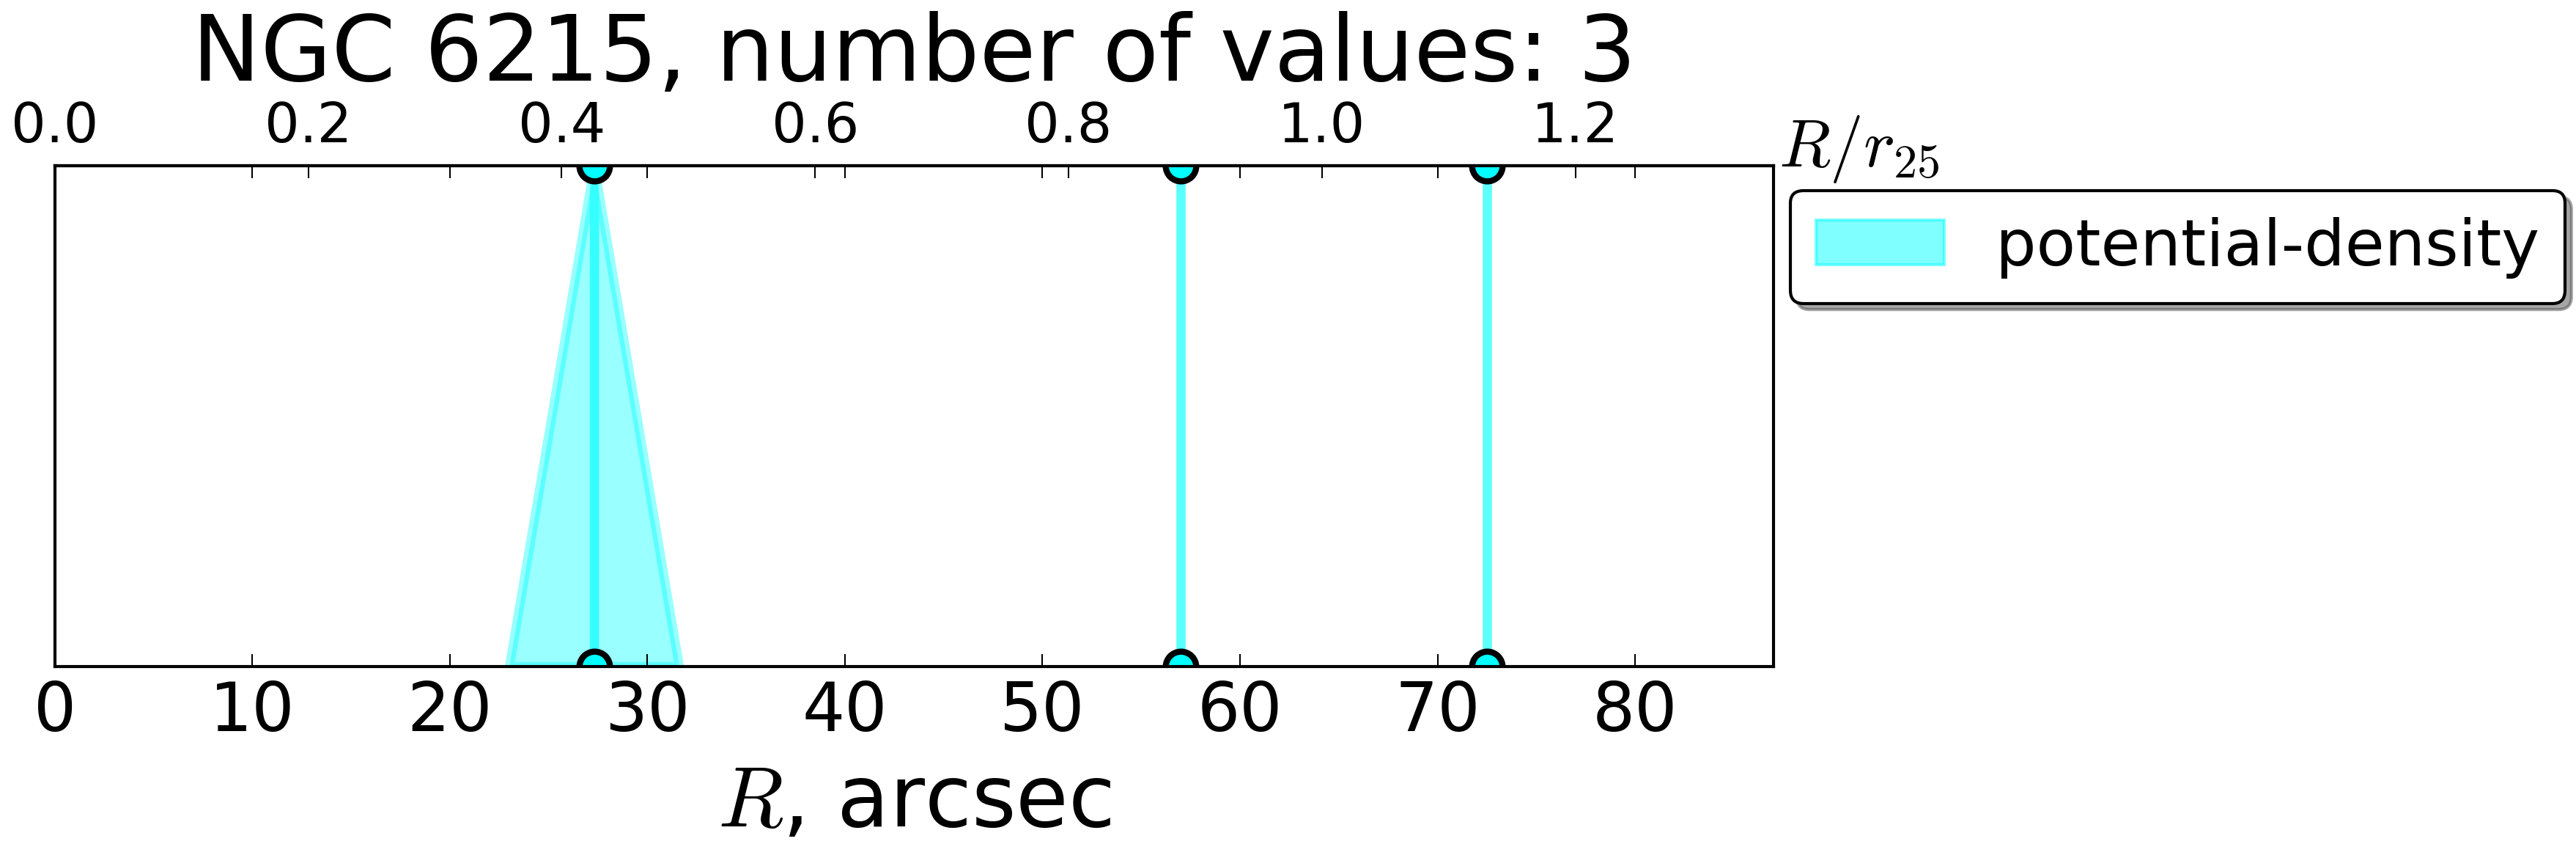 NGC 6215, number of values: 3
0.0 0.2 0.4 0.6 0.8 1.0 1.2
R/r25
potential-density
0 10 20 30 40 50 60 70 80
R, arcsec